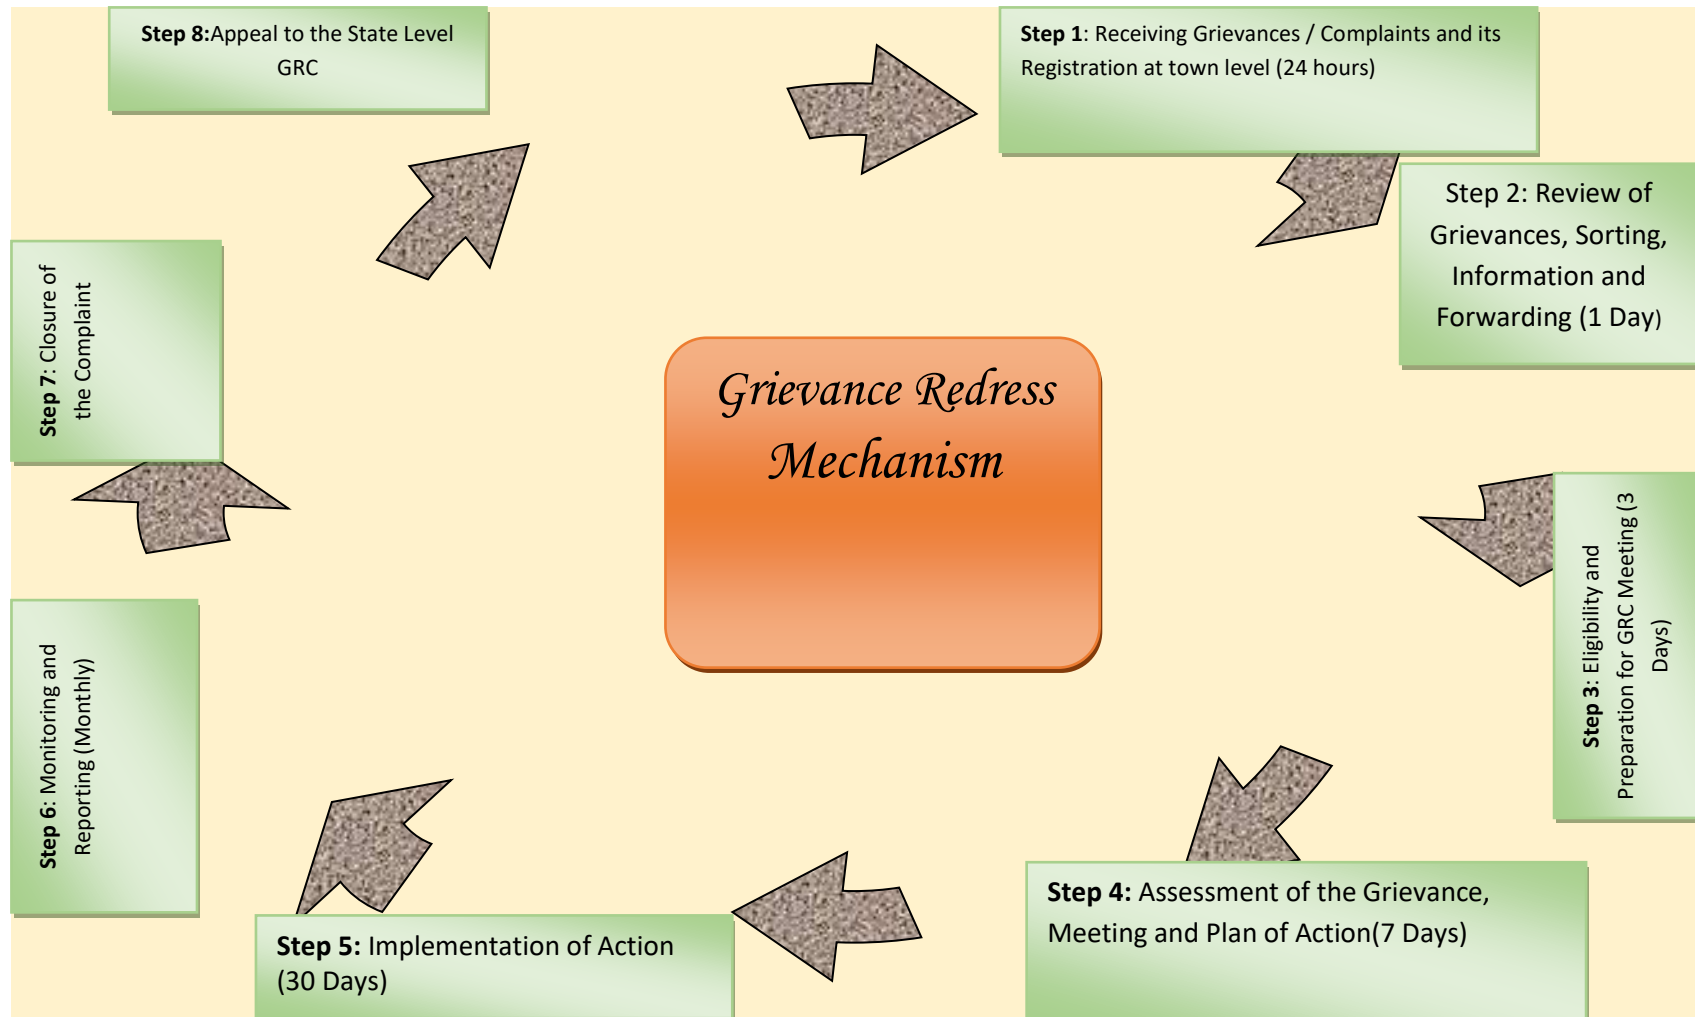 Step 8:Appeal to the State Level
GRC
Step 1: Receiving Grievances / Complaints and its
Registration at town level (24 hours)
Step 2: Review of
Grievances, Sorting,
Information and
Forwarding (1 Day)
Step 7: Closure of
the Complaint
Grievance Redress
Mechanism
Step 3: Eligibility and
Preparation for GRC Meeting (3
Days)
Step 6: Monitoring and
Reporting (Monthly)
Step 4: Assessment of the Grievance,
Meeting and Plan of Action(7 Days)
Step 5: Implementation of Action
(30 Days)